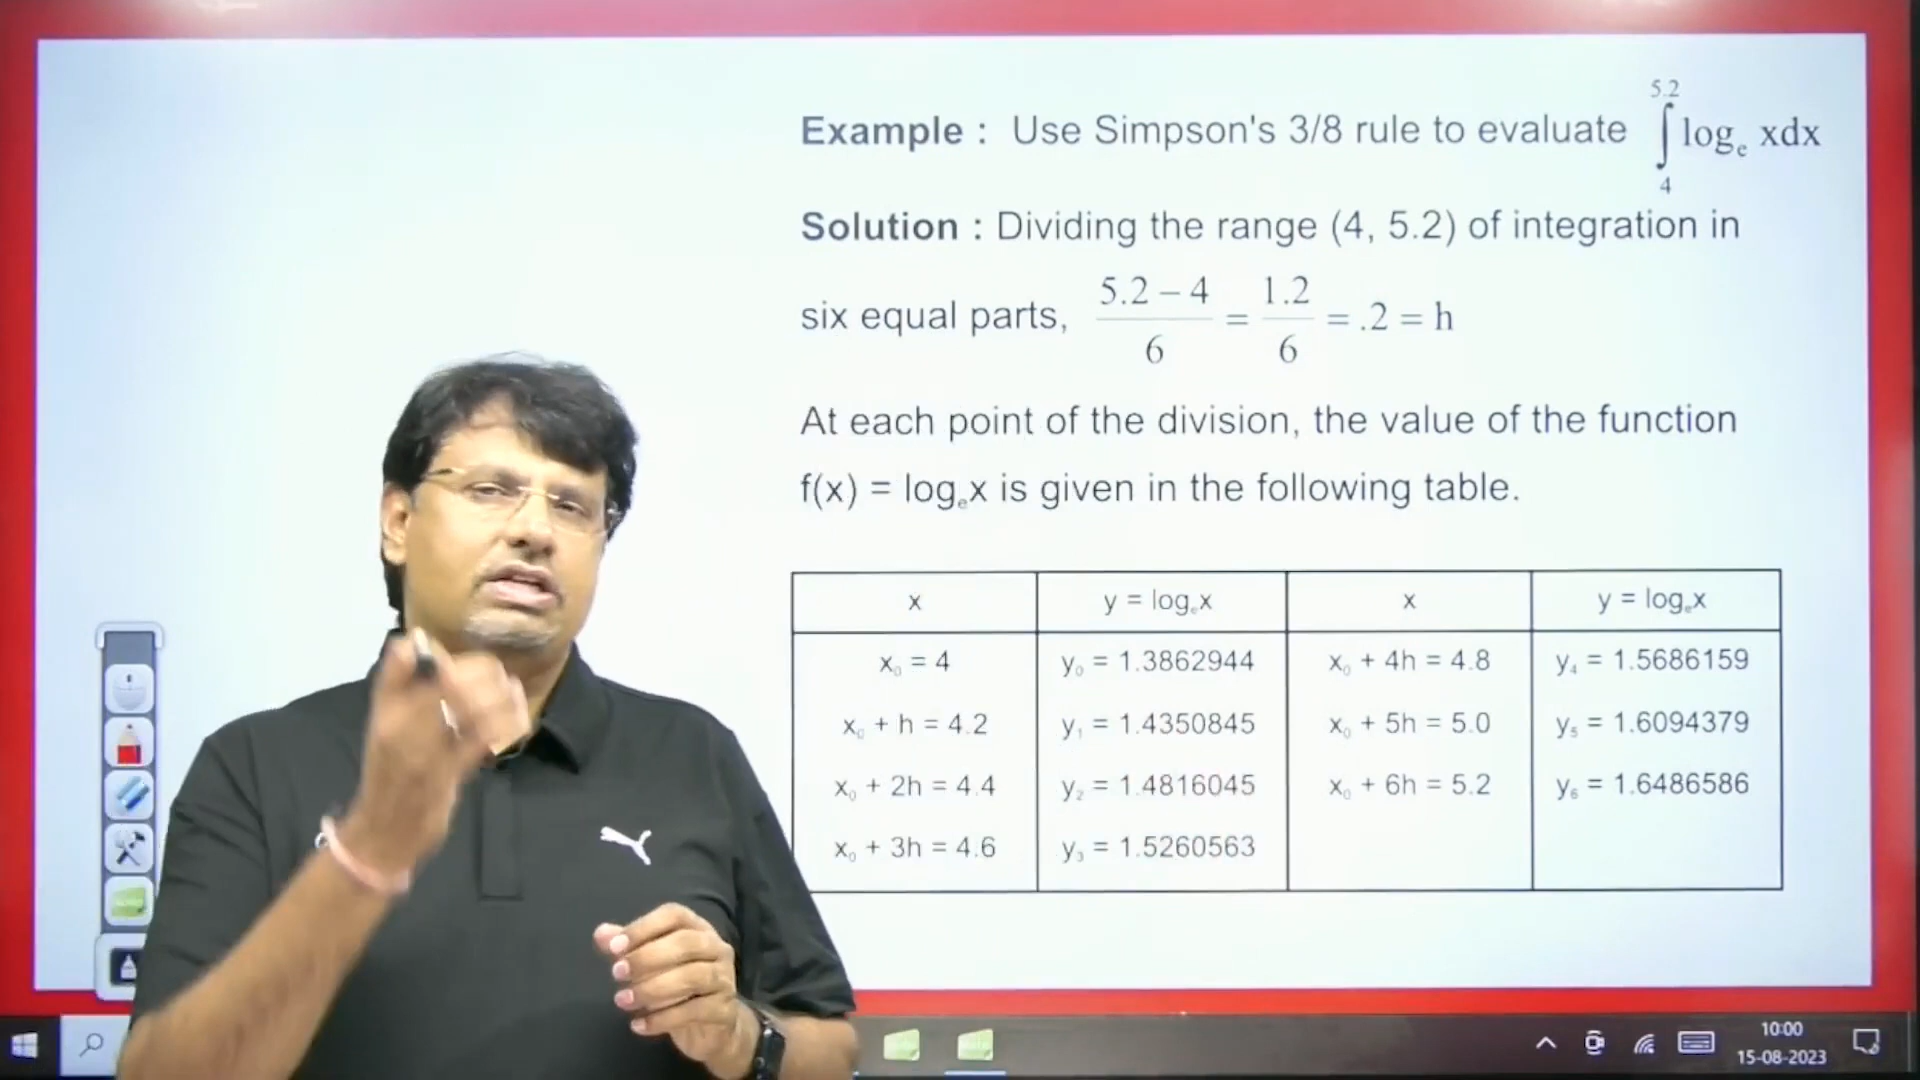 5.2
Example : Use Simpson's 3/8 rule to evaluate ∫ logₑ xdx
4
Solution : Dividing the range (4, 5.2) of integration in
six equal parts, (5.2 – 4)/6 = 1.2/6 = .2 = h
At each point of the division, the value of the function
f(x) = logₑx is given in the following table.
x y = logₑx x y = logₑx
x₀ = 4 y₀ = 1.3862944 x₀ + 4h = 4.8 y₄ = 1.5686159
x₀ + h = 4.2 y₁ = 1.4350845 x₀ + 5h = 5.0 y₅ = 1.6094379
x₀ + 2h = 4.4 y₂ = 1.4816045 x₀ + 6h = 5.2 y₆ = 1.6486586
x₀ + 3h = 4.6 y₃ = 1.5260563
10:00
15-08-2023